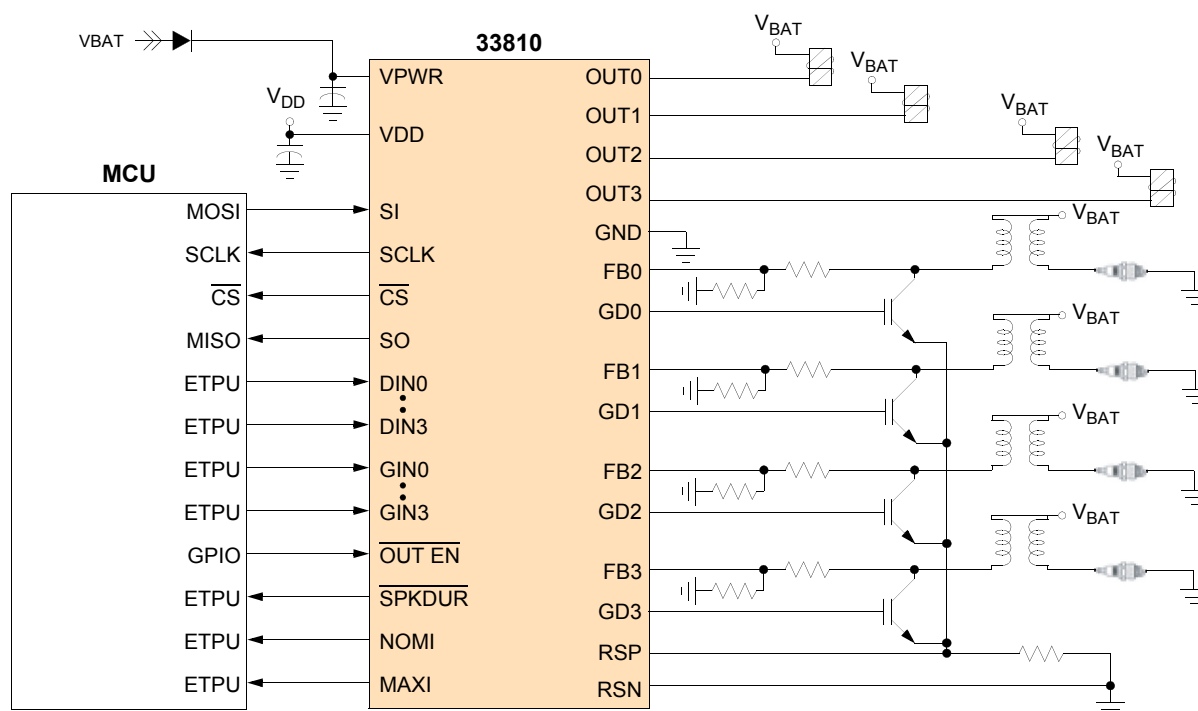 VBAT
33810
VBAT
VBAT
VBAT
VBAT
VPWR
VDD
VDD
MCU
MOSI
SCLK
CS
MISO
ETPU
ETPU
ETPU
ETPU
GPIO
ETPU
ETPU
ETPU
SI
SCLK
CS
SO
DIN0
DIN3
GIN0
GIN3
OUT EN
SPKDUR
NOMI
MAXI
OUT0
OUT1
OUT2
OUT3
GND
FB0
GD0
FB1
GD1
FB2
GD2
FB3
GD3
RSP
RSN
VBAT
VBAT
VBAT
VBAT